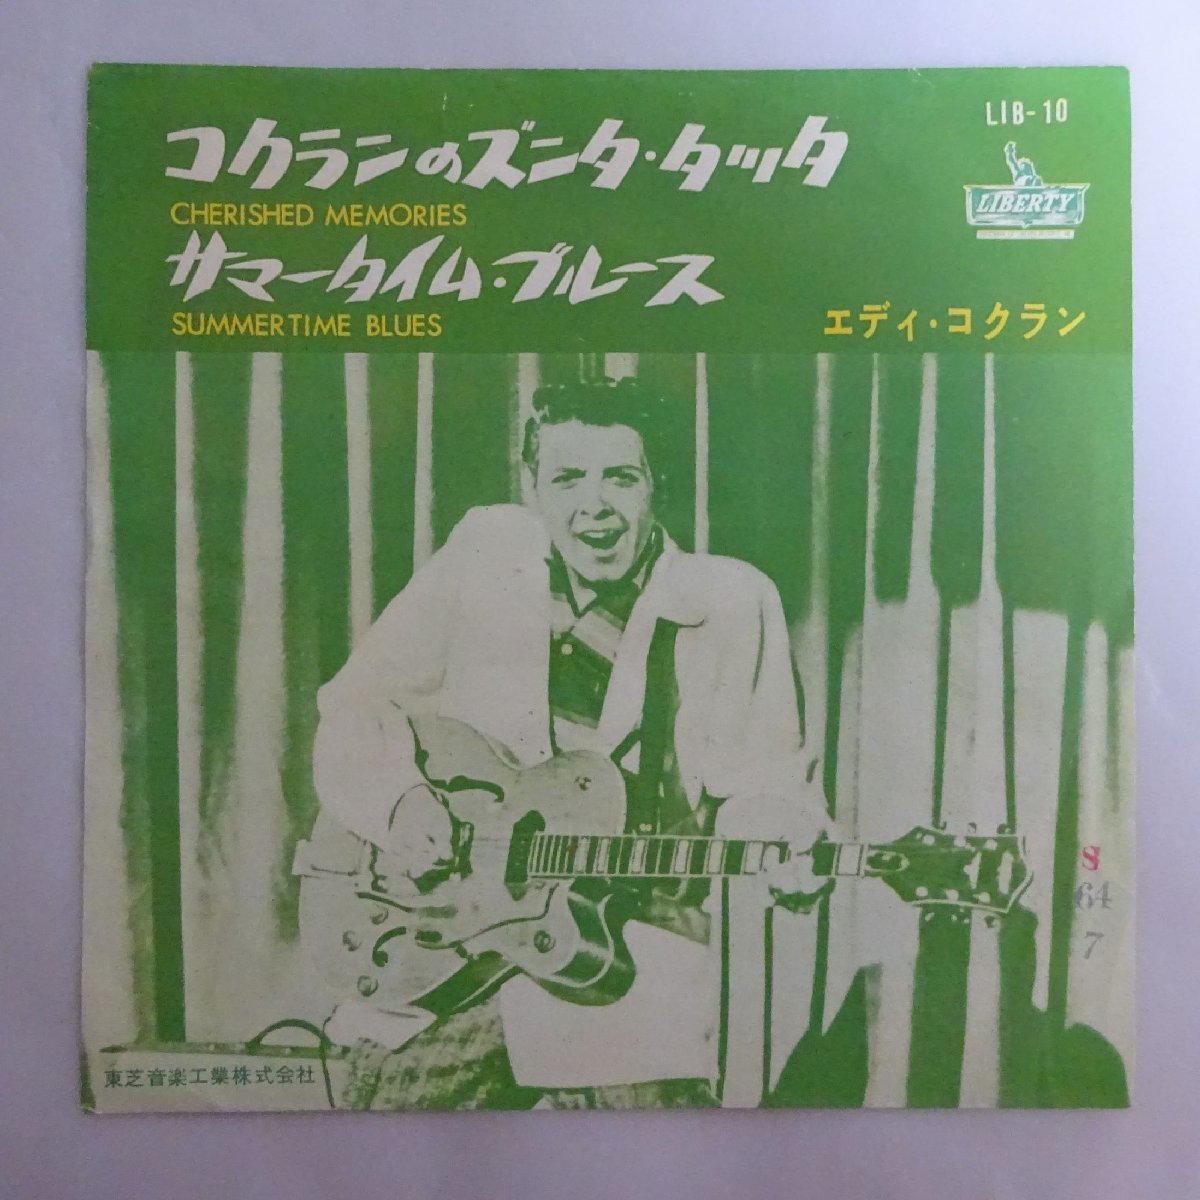 LIB-10
コクランのズンタ・タッタ
CHERISHED MEMORIES
LIBERTY
サマータイム・ブルース
SUMMERTIME BLUES
エディ・コクラン
S
64
7
東芝音楽工業株式会社